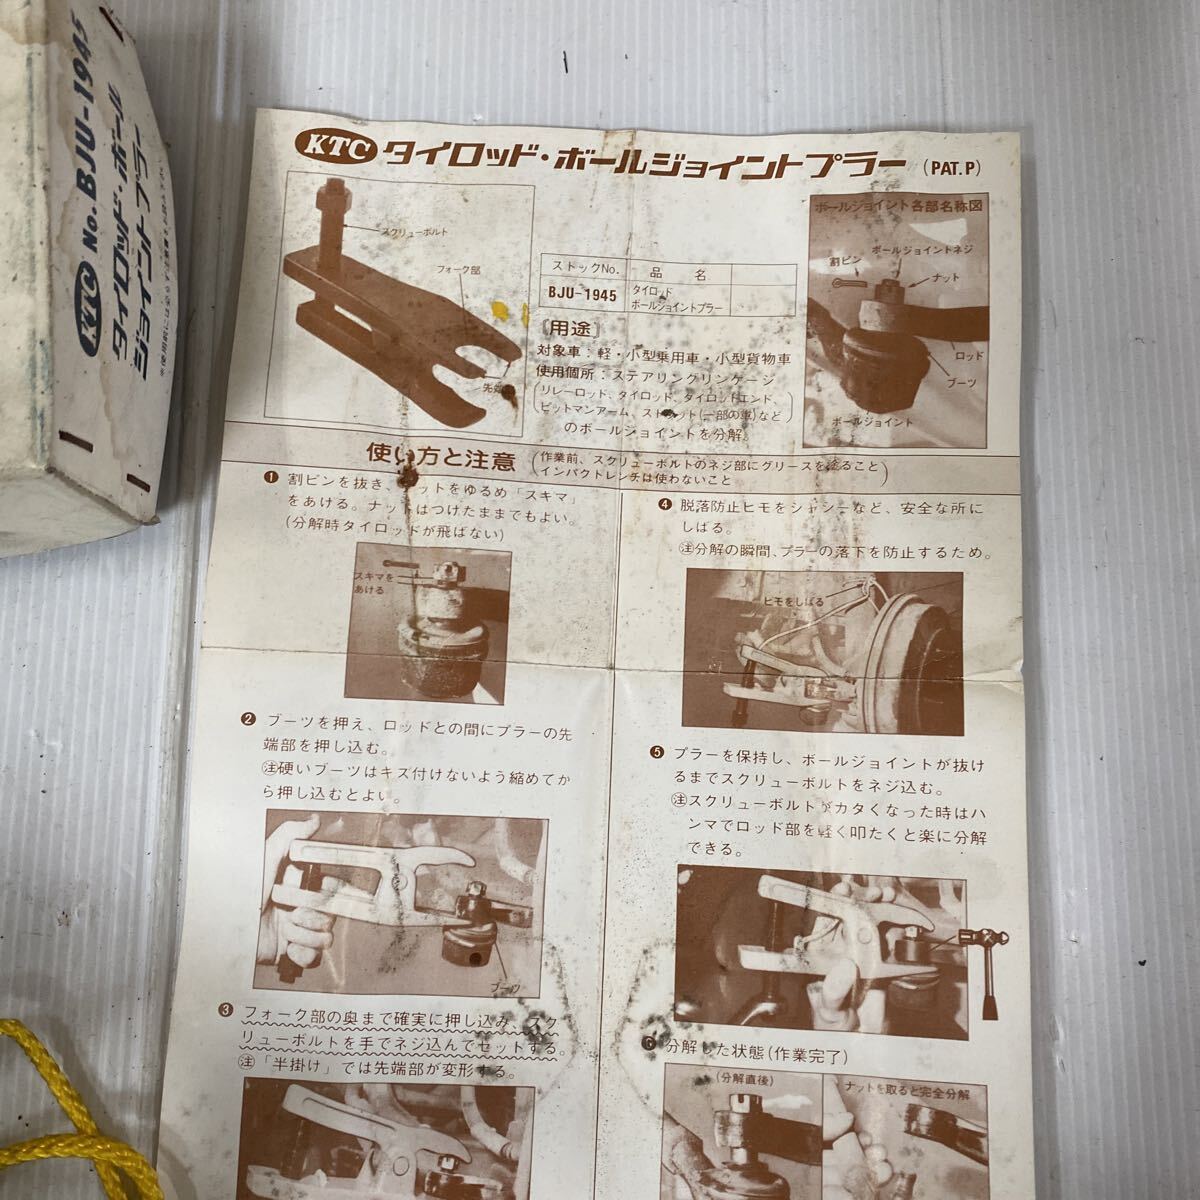 KTC No. BJU-1945
タイロッド・ボール
ジョイントプラー
KTC タイロッド・ボールジョイントプラー (PAT.P)
スクリューボルト
フォーク部
ストックNo. 品 名
BJU-1945 タイロッド
ボールジョイントプラー
〔用途〕
対象車：軽・小型乗用車・小型貨物車
使用個所：ステアリングリンケージ
(リレーロッド、タイロッド、タイロッドエンド、
ピットマンアーム、ストラット(一部の車)など)
のボールジョイントを分解。
ボールジョイント各部名称図
ボールジョイントネジ
割ピン
ナット
ロッド
ブーツ
ボールジョイント
使い方と注意
(作業前、スクリューボルトのネジ部にグリースを塗ること
インパクトレンチは使わないこと)
❶ 割ピンを抜き、ナットをゆるめ「スキマ」
をあける。ナットはつけたままでもよい。
(分解時タイロッドが飛ばない)
スキマを
あける
❷ ブーツを押え、ロッドとの間にプラーの先
端部を押し込む。
㊟硬いブーツはキズ付けないよう縮めてか
ら押し込むとよい。
ブーツ
❸ フォーク部の奥まで確実に押し込み、スク
リューボルトを手でネジ込んでセットする。
㊟「半掛け」では先端部が変形する。
❹ 脱落防止ヒモをシャシーなど、安全な所に
しばる。
㊟分解の瞬間、プラーの落下を防止するため。
ヒモをしばる
❺ プラーを保持し、ボールジョイントが抜け
るまでスクリューボルトをネジ込む。
㊟スクリューボルトがカタくなった時はハ
ンマでロッド部を軽く叩たくと楽に分解
できる。
❻ 分解した状態(作業完了)
(分解直後)
ナットを取ると完全分解